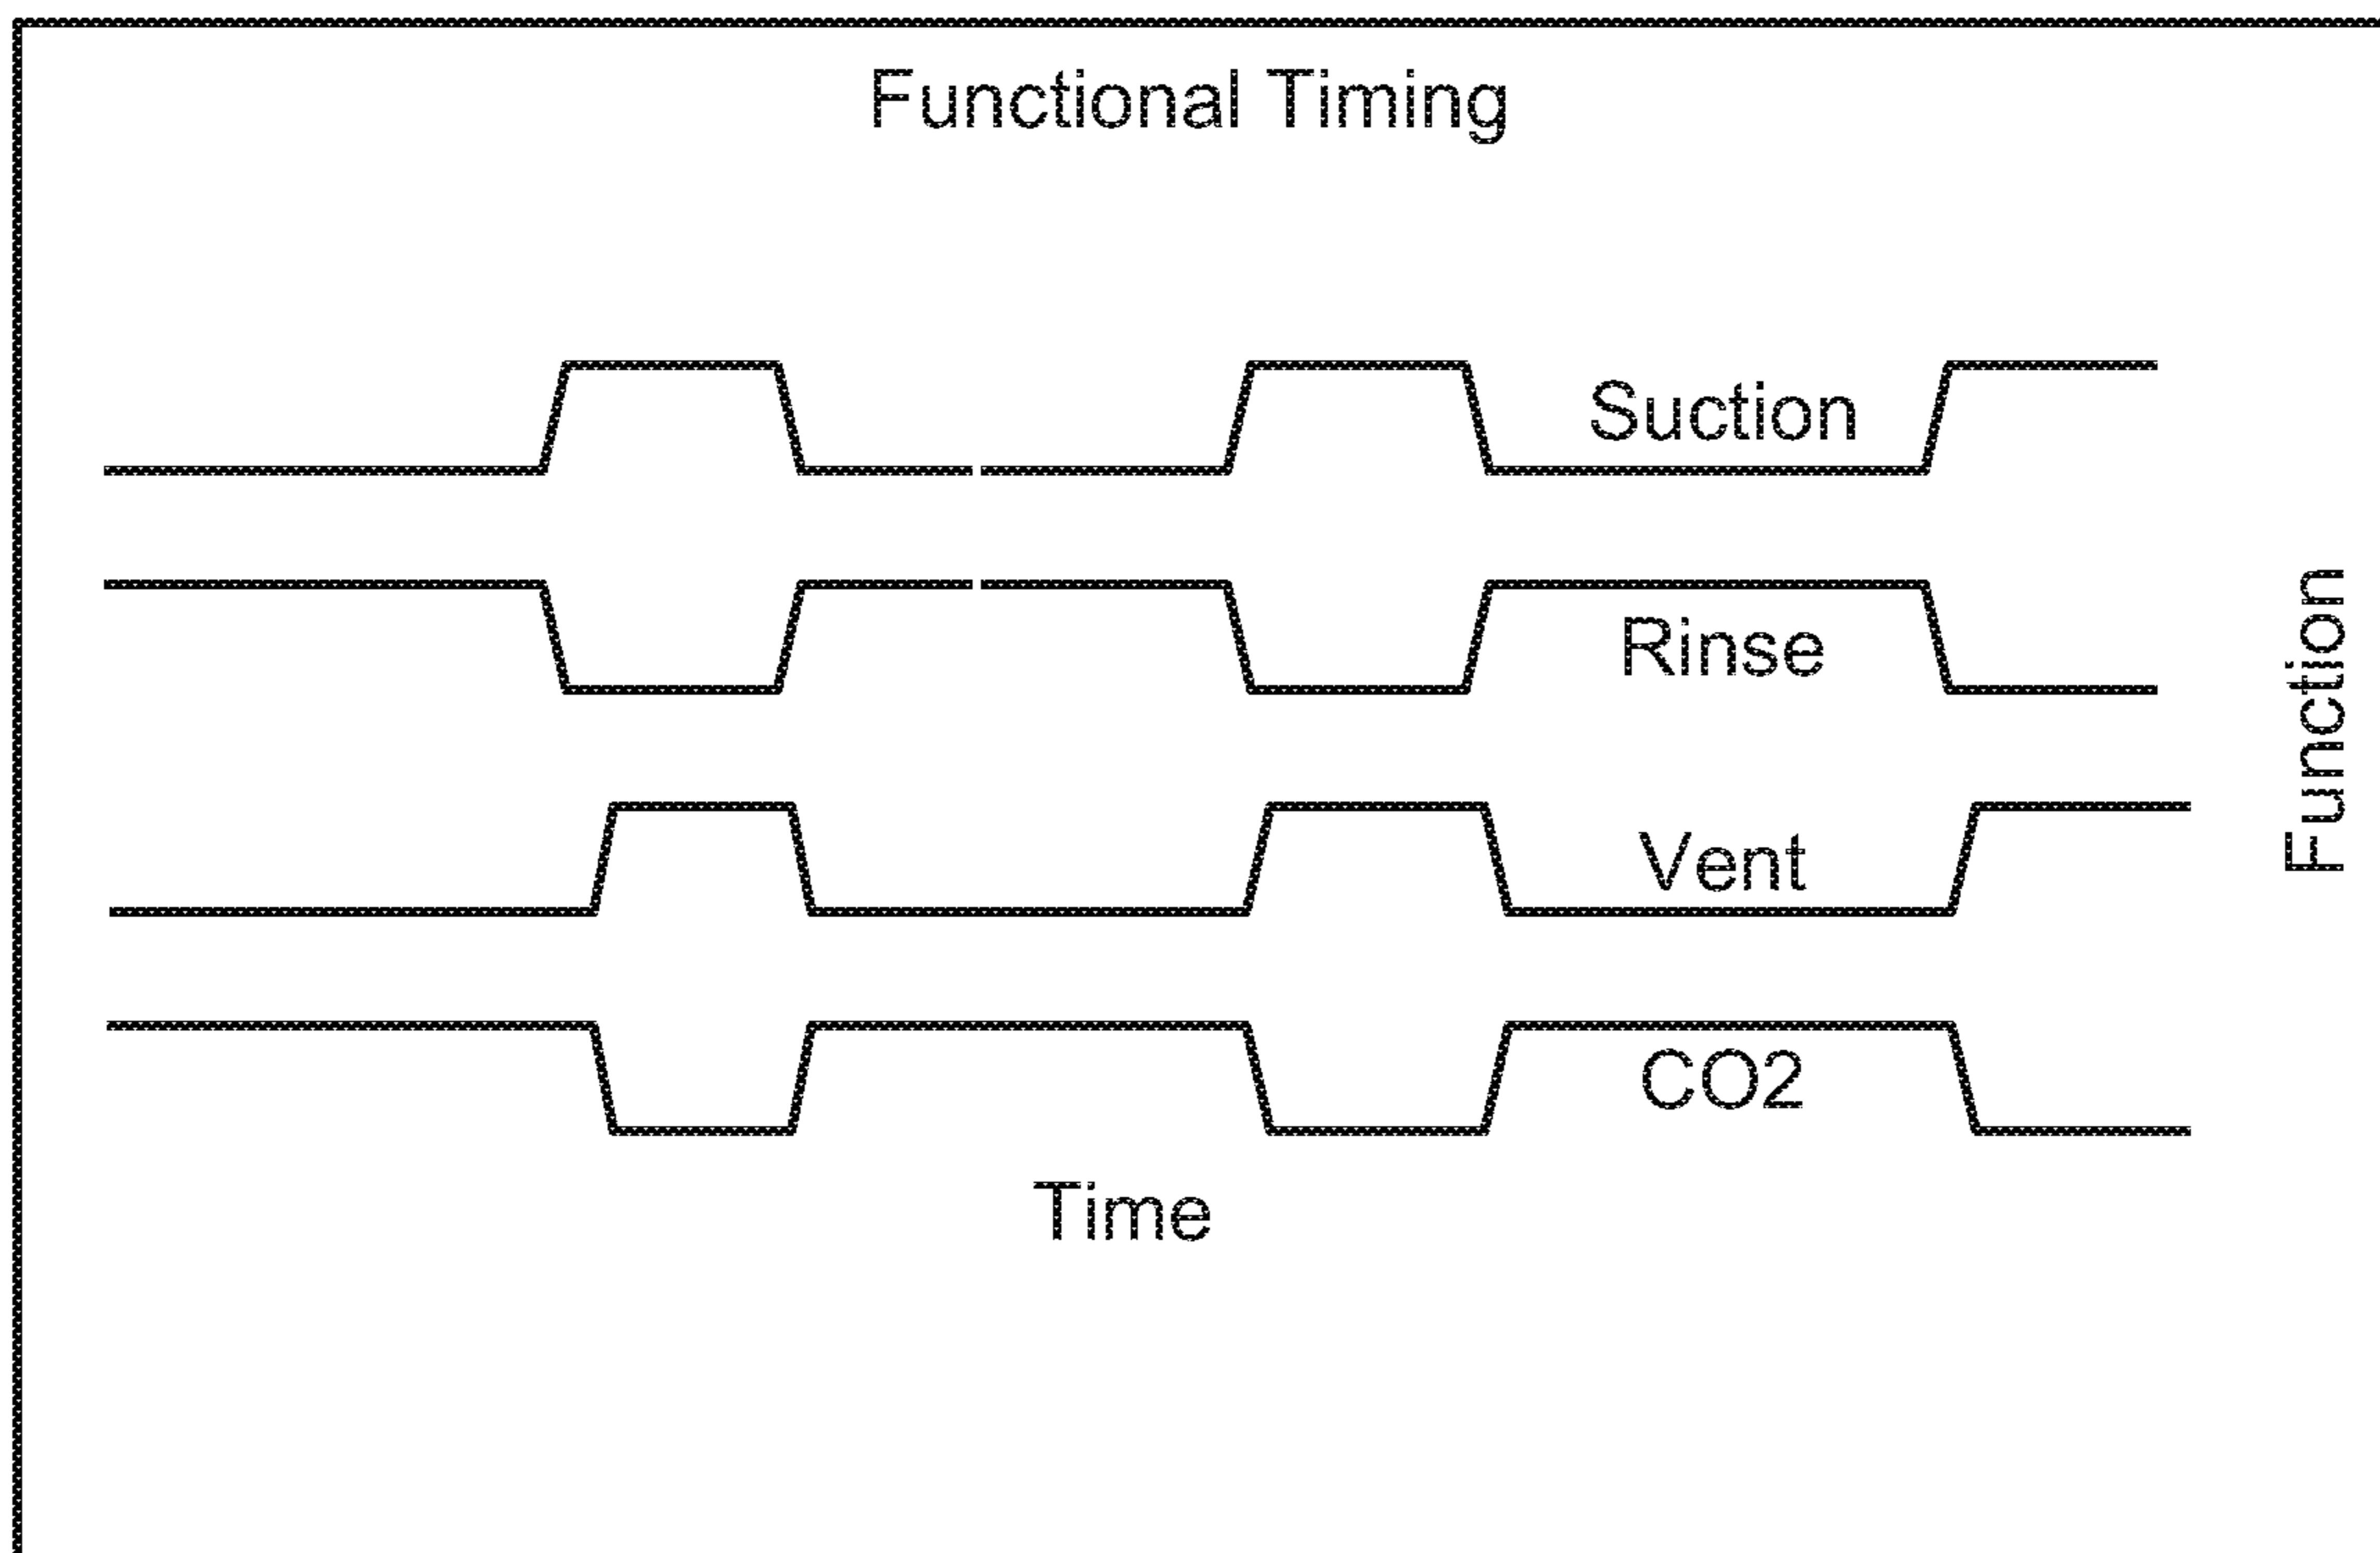 Functional Timing
Suction
Rinse
Vent
CO2
Function
Time